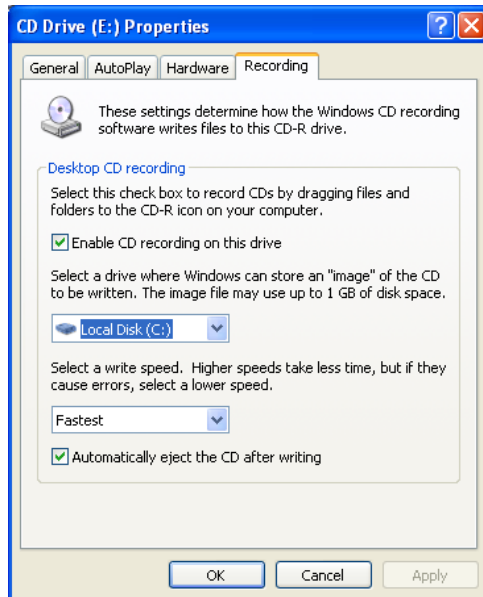 CD Drive (E:) Properties
General AutoPlay Hardware Recording
These settings determine how the Windows CD recording
software writes files to this CD-R drive.
Desktop CD recording
Select this check box to record CDs by dragging files and
folders to the CD-R icon on your computer.
Enable CD recording on this drive
Select a drive where Windows can store an "image" of the CD
to be written. The image file may use up to 1 GB of disk space.
Local Disk (C:)
Select a write speed. Higher speeds take less time, but if they
cause errors, select a lower speed.
Fastest
Automatically eject the CD after writing
OK Cancel Apply